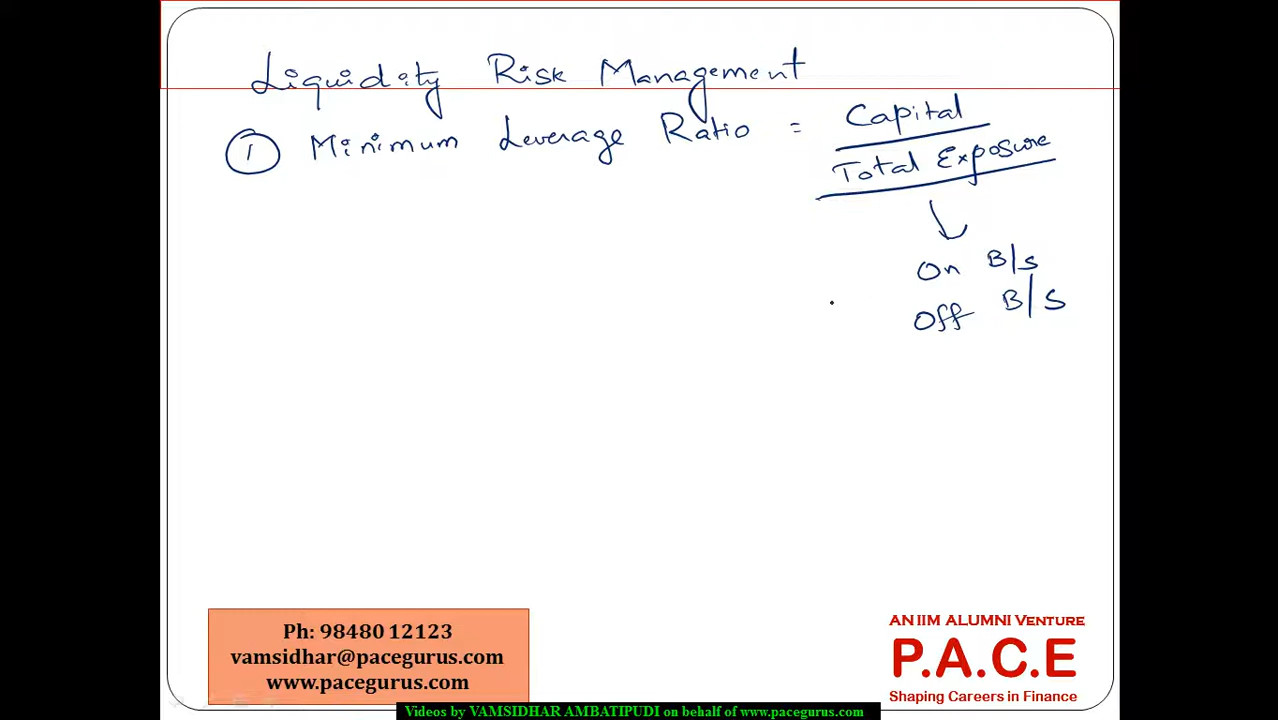 Liquidity Risk Management
① Minimum Leverage Ratio = Capital
Total Exposure
On B/s
Off B/S
Ph: 98480 12123
vamsidhar@pacegurus.com
www.pacegurus.com
AN IIM ALUMNI VENTURE
P.A.C.E
Shaping Careers in Finance
Videos by VAMSIDHAR AMBATIPUDI on behalf of www.pacegurus.com